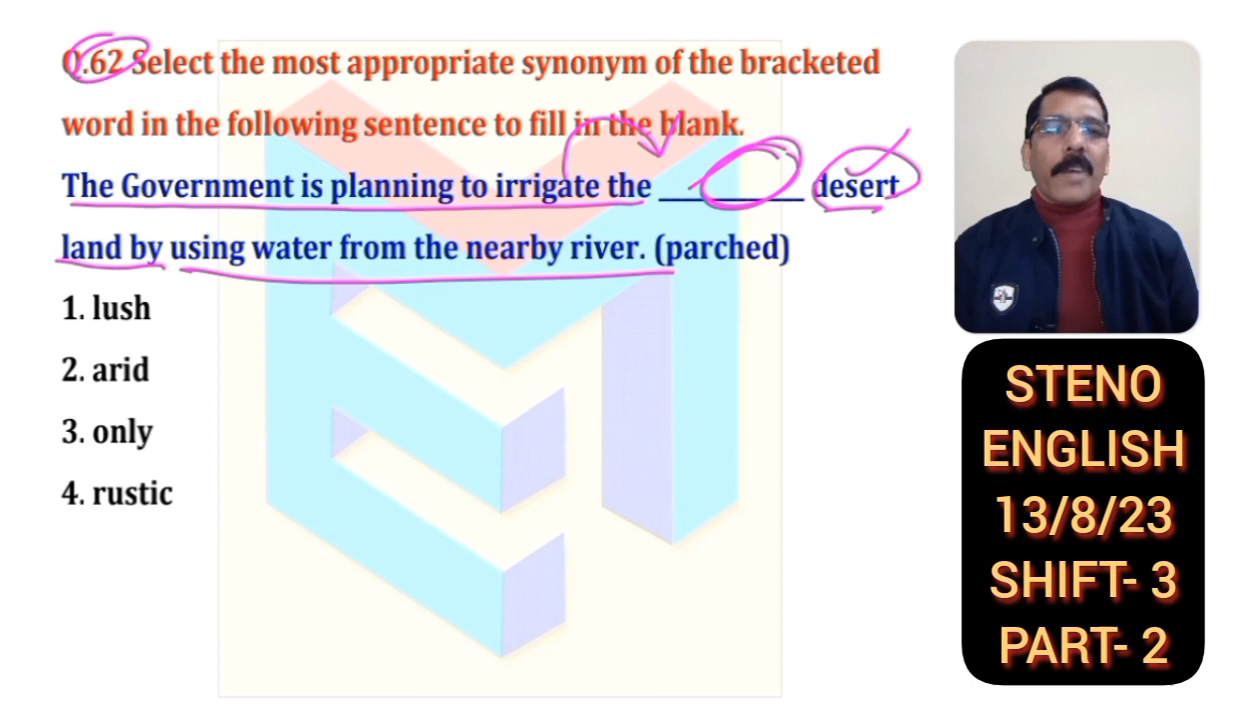 Q.62 Select the most appropriate synonym of the bracketed
word in the following sentence to fill in the blank.
The Government is planning to irrigate the __________ desert
land by using water from the nearby river. (parched)
1. lush
2. arid
3. only
4. rustic
STENO
ENGLISH
13/8/23
SHIFT- 3
PART- 2